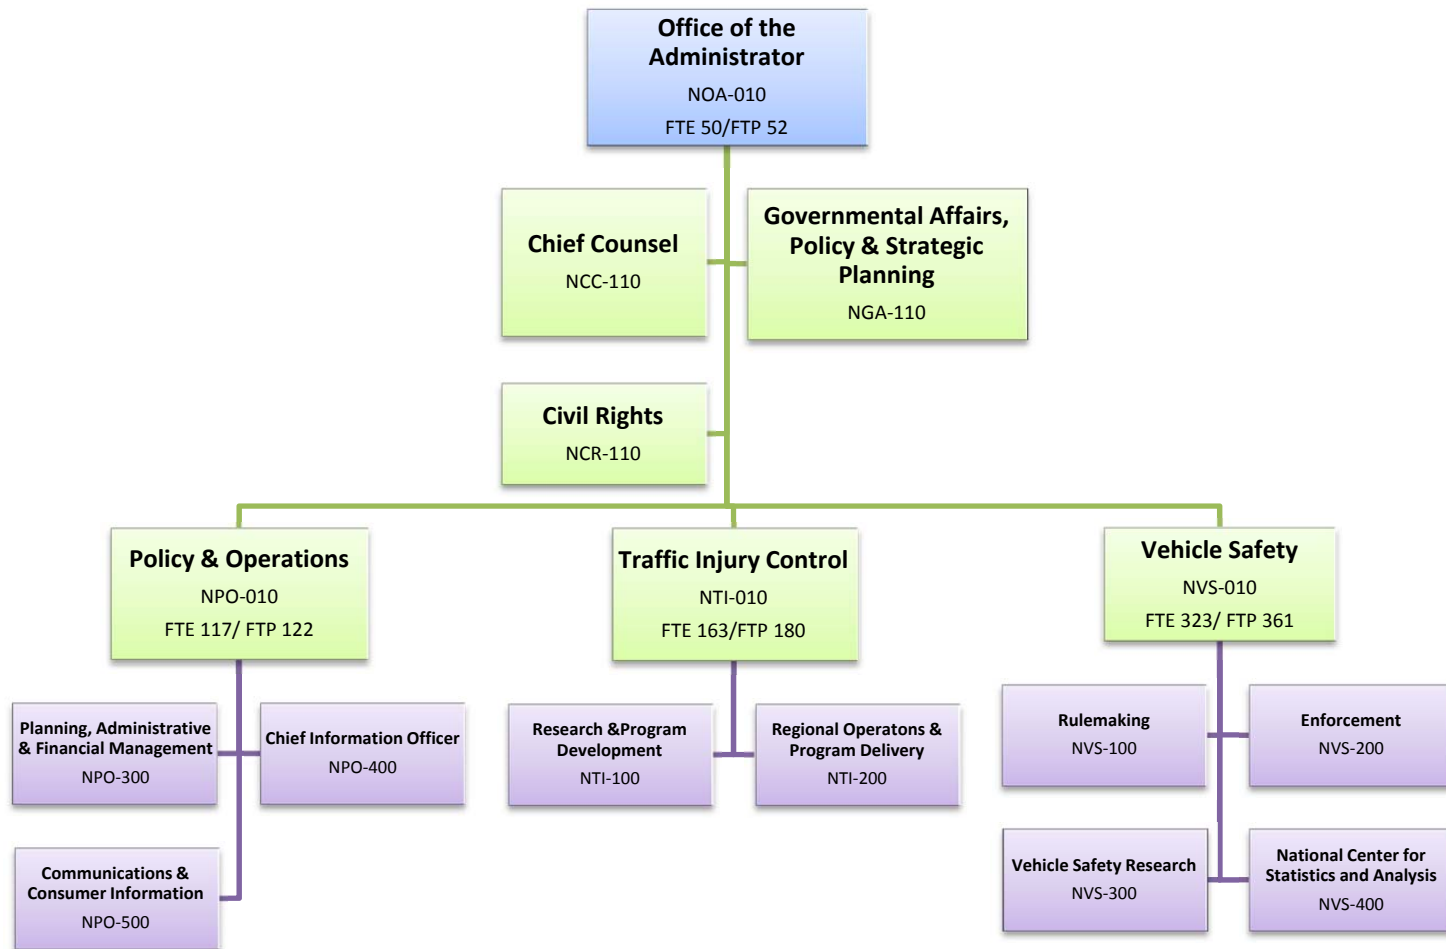 Office of the
Administrator
NOA-010
FTE 50/FTP 52
Chief Counsel
NCC-110
Governmental Affairs,
Policy & Strategic
Planning
NGA-110
Civil Rights
NCR-110
Policy & Operations
NPO-010
FTE 117/ FTP 122
Traffic Injury Control
NTI-010
FTE 163/FTP 180
Vehicle Safety
NVS-010
FTE 323/ FTP 361
Planning, Administrative
& Financial Management
NPO-300
Chief Information Officer
NPO-400
Research &Program
Development
NTI-100
Regional Operatons &
Program Delivery
NTI-200
Rulemaking
NVS-100
Enforcement
NVS-200
Communications &
Consumer Information
NPO-500
Vehicle Safety Research
NVS-300
National Center for
Statistics and Analysis
NVS-400